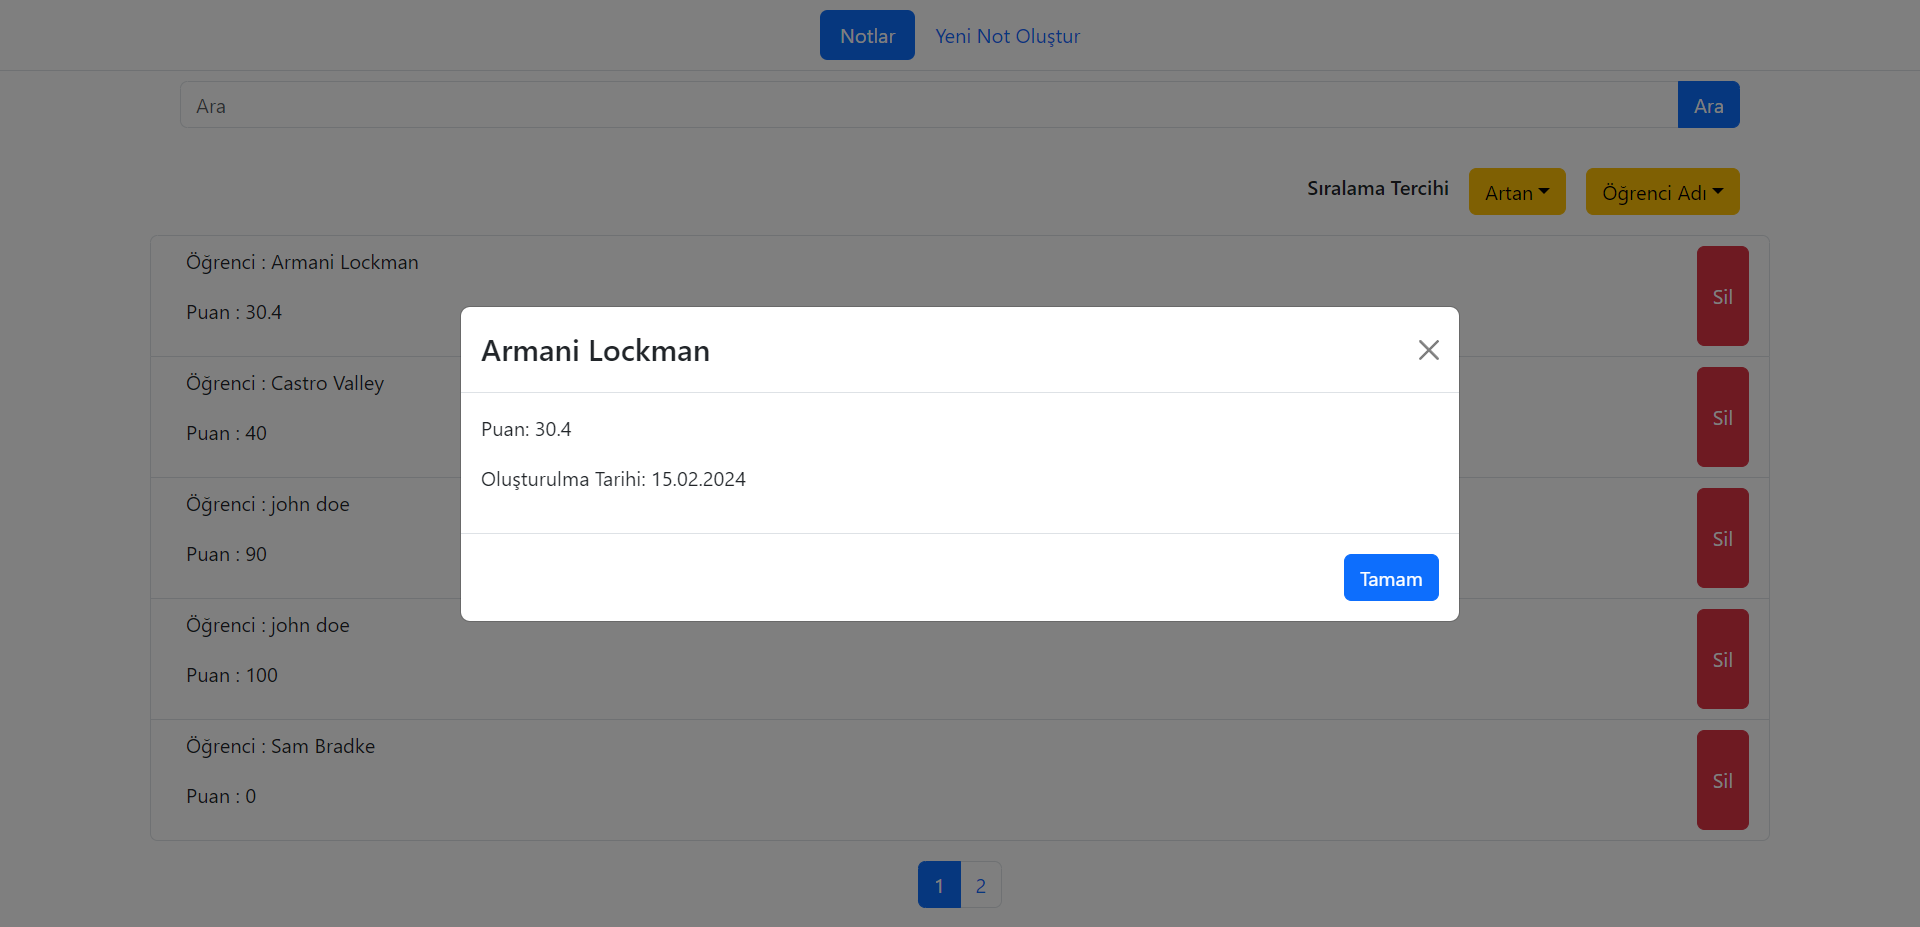 Notlar Yeni Not Oluştur
Ara Ara
Sıralama Tercihi Artan Öğrenci Adı
Öğrenci : Armani Lockman
Puan : 30.4
Sil
Öğrenci : Castro Valley
Puan : 40
Sil
Öğrenci : john doe
Puan : 90
Sil
Öğrenci : john doe
Puan : 100
Sil
Öğrenci : Sam Bradke
Puan : 0
Sil
Armani Lockman
Puan: 30.4
Oluşturulma Tarihi: 15.02.2024
Tamam
1 2